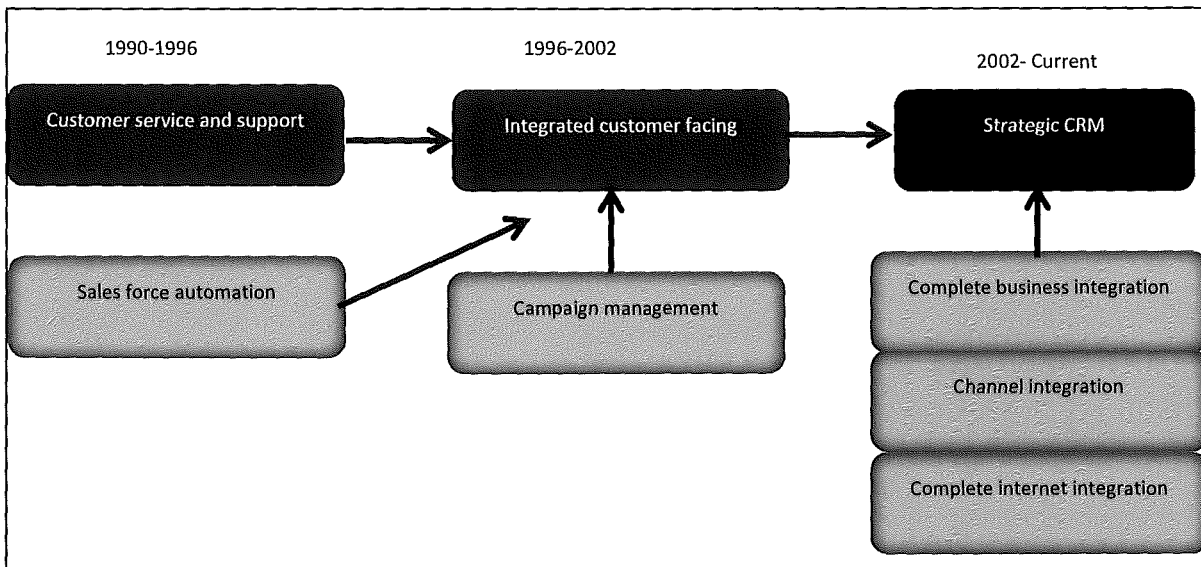 1990-1996
1996-2002
2002- Current
Customer service and support
Integrated customer facing
Strategic CRM
Sales force automation
Campaign management
Complete business integration
Channel integration
Complete internet integration